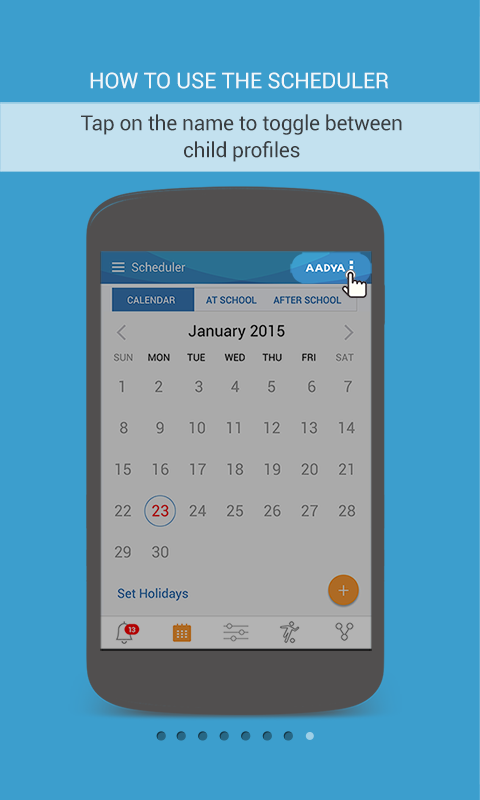 HOW TO USE THE SCHEDULER
Tap on the name to toggle between
child profiles
Scheduler AADYA
CALENDAR AT SCHOOL AFTER SCHOOL
January 2015
SUN MON TUE WED THU FRI SAT
1 2 3 4 5 6 7
8 9 10 11 12 13 14
15 16 17 18 19 20 21
22 23 24 25 26 27 28
29 30
Set Holidays +
13